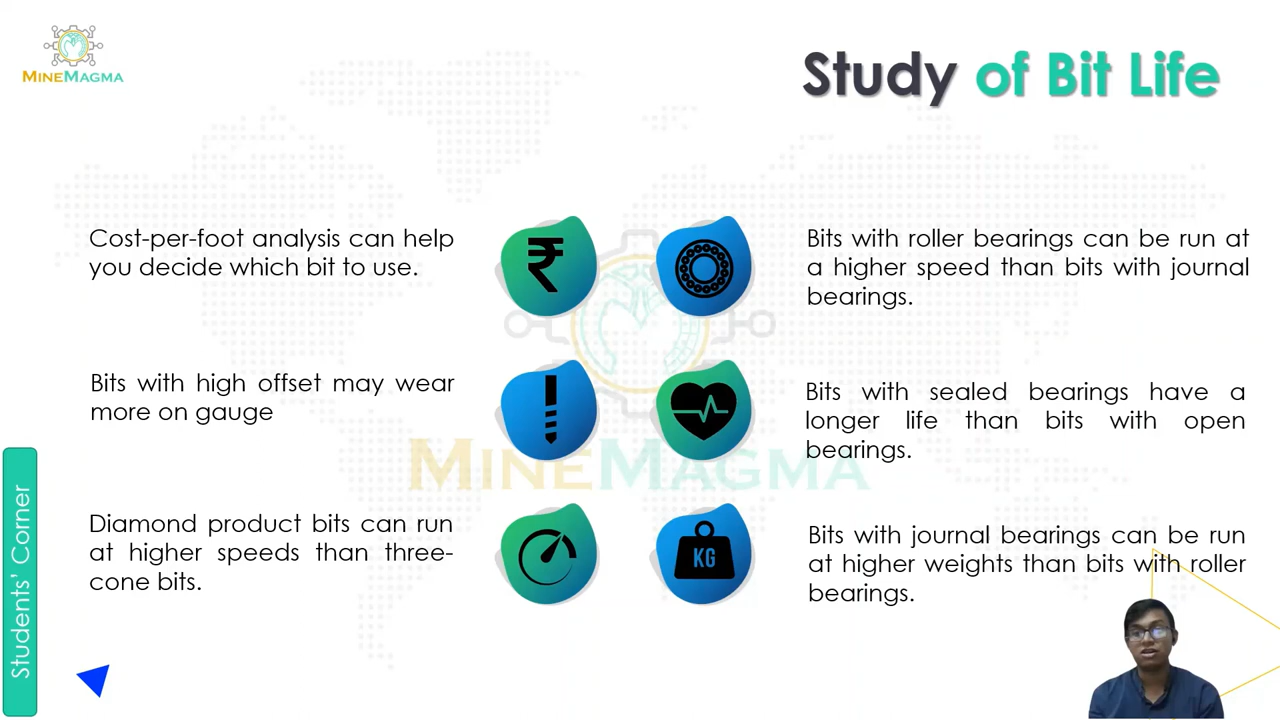 MINEMAGMA
Study of Bit Life
Cost-per-foot analysis can help
you decide which bit to use.
Bits with high offset may wear
more on gauge
Diamond product bits can run
at higher speeds than three-
cone bits.
₹
KG
Bits with roller bearings can be run at
a higher speed than bits with journal
bearings.
Bits with sealed bearings have a
longer life than bits with open
bearings.
Bits with journal bearings can be run
at higher weights than bits with roller
bearings.
MINEMAGMA
Students' Corner